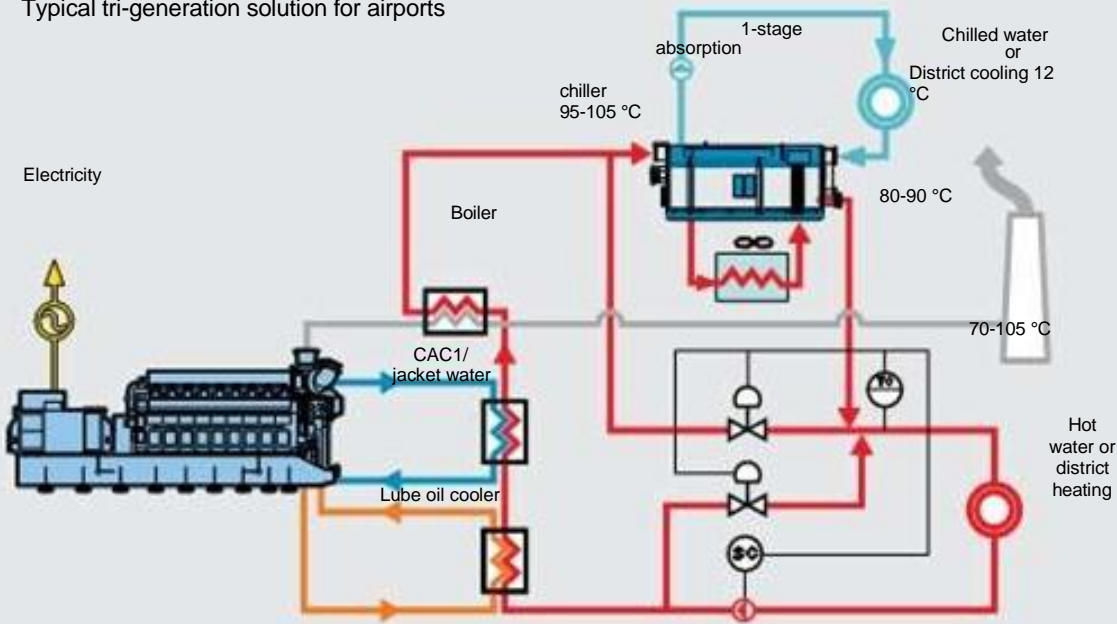 Typical tri-generation solution for airports
1-stage
absorption
chiller
95-105 °C
Chilled water
or
District cooling 12
°C
Electricity
Boiler
80-90 °C
70-105 °C
CAC1/
jacket water
Lube oil cooler
Hot
water or
district
heating
SC